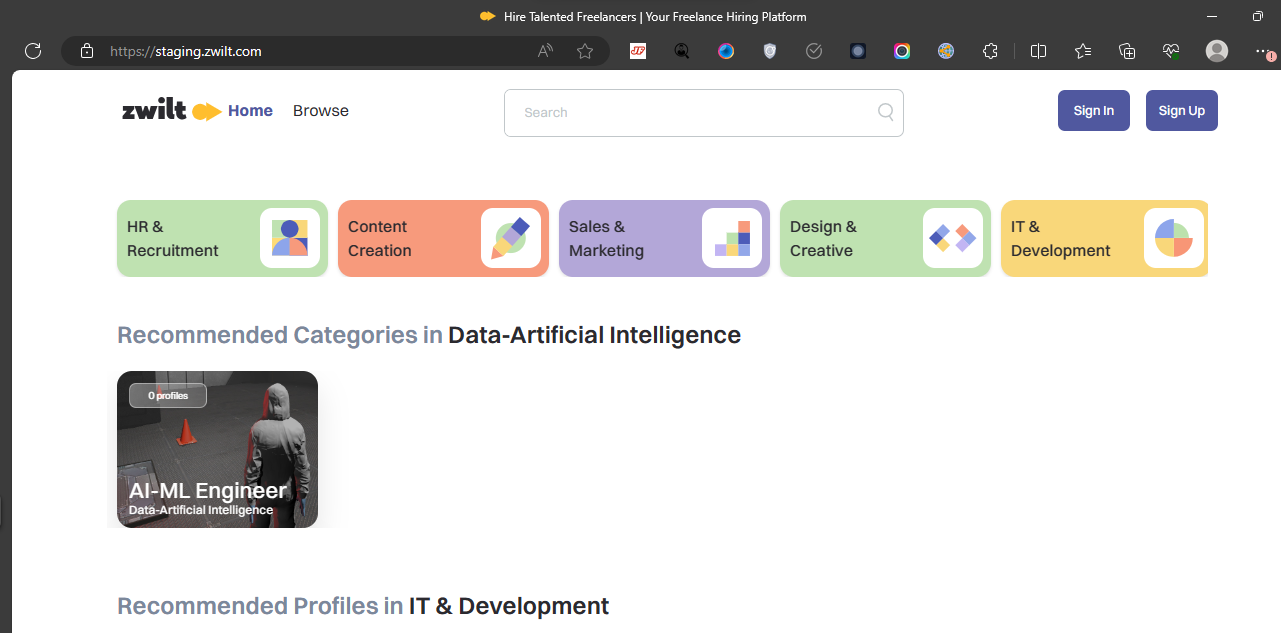 Hire Talented Freelancers | Your Freelance Hiring Platform
https://staging.zwilt.com
zwilt Home Browse Search Sign In Sign Up
HR &
Recruitment
Content
Creation
Sales &
Marketing
Design &
Creative
IT &
Development
Recommended Categories in Data-Artificial Intelligence
0 profiles
AI-ML Engineer
Data-Artificial Intelligence
Recommended Profiles in IT & Development